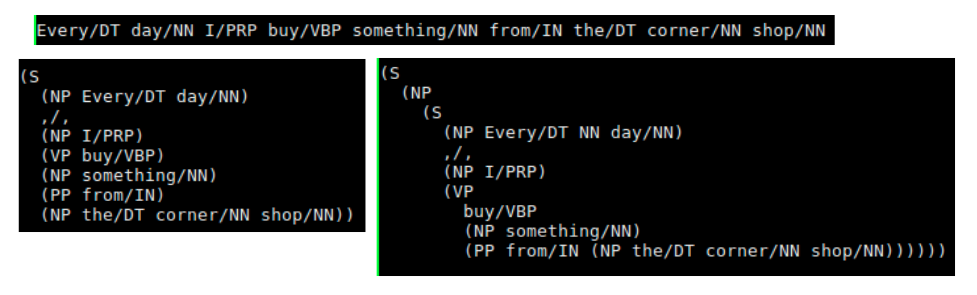 Every/DT day/NN I/PRP buy/VBP something/NN from/IN the/DT corner/NN shop/NN
(S
  (NP Every/DT day/NN)
  ,/,
  (NP I/PRP)
  (VP buy/VBP)
  (NP something/NN)
  (PP from/IN)
  (NP the/DT corner/NN shop/NN))
(S
  (NP
    (S
      (NP Every/DT NN day/NN)
      ,/,
      (NP I/PRP)
      (VP
        buy/VBP
        (NP something/NN)
        (PP from/IN (NP the/DT corner/NN shop/NN))))))